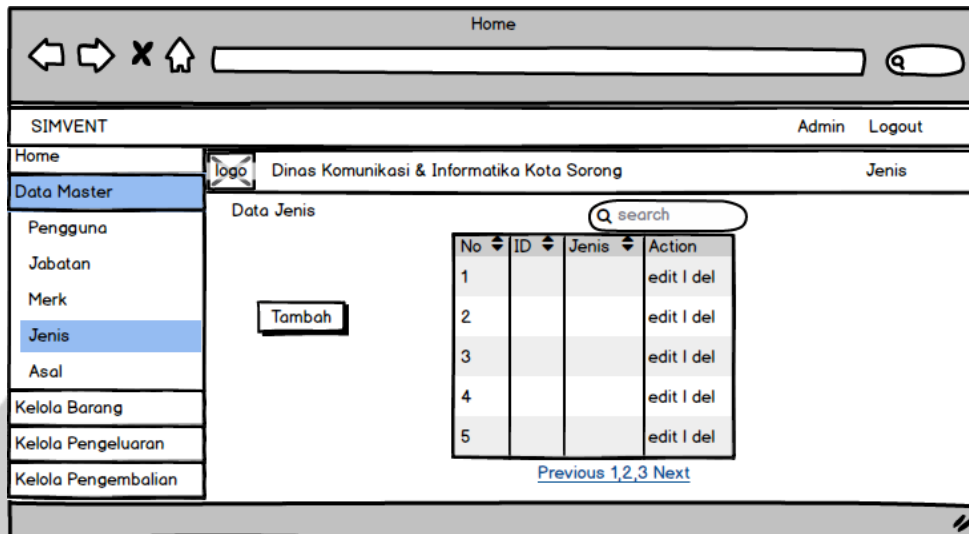 Home
SIMVENT
Admin Logout
Home
Data Master
Pengguna
Jabatan
Merk
Jenis
Asal
Kelola Barang
Kelola Pengeluaran
Kelola Pengembalian
logo Dinas Komunikasi & Informatika Kota Sorong Jenis
Data Jenis
search
Tambah
No ID Jenis Action
1 edit | del
2 edit | del
3 edit | del
4 edit | del
5 edit | del
Previous 1,2,3 Next